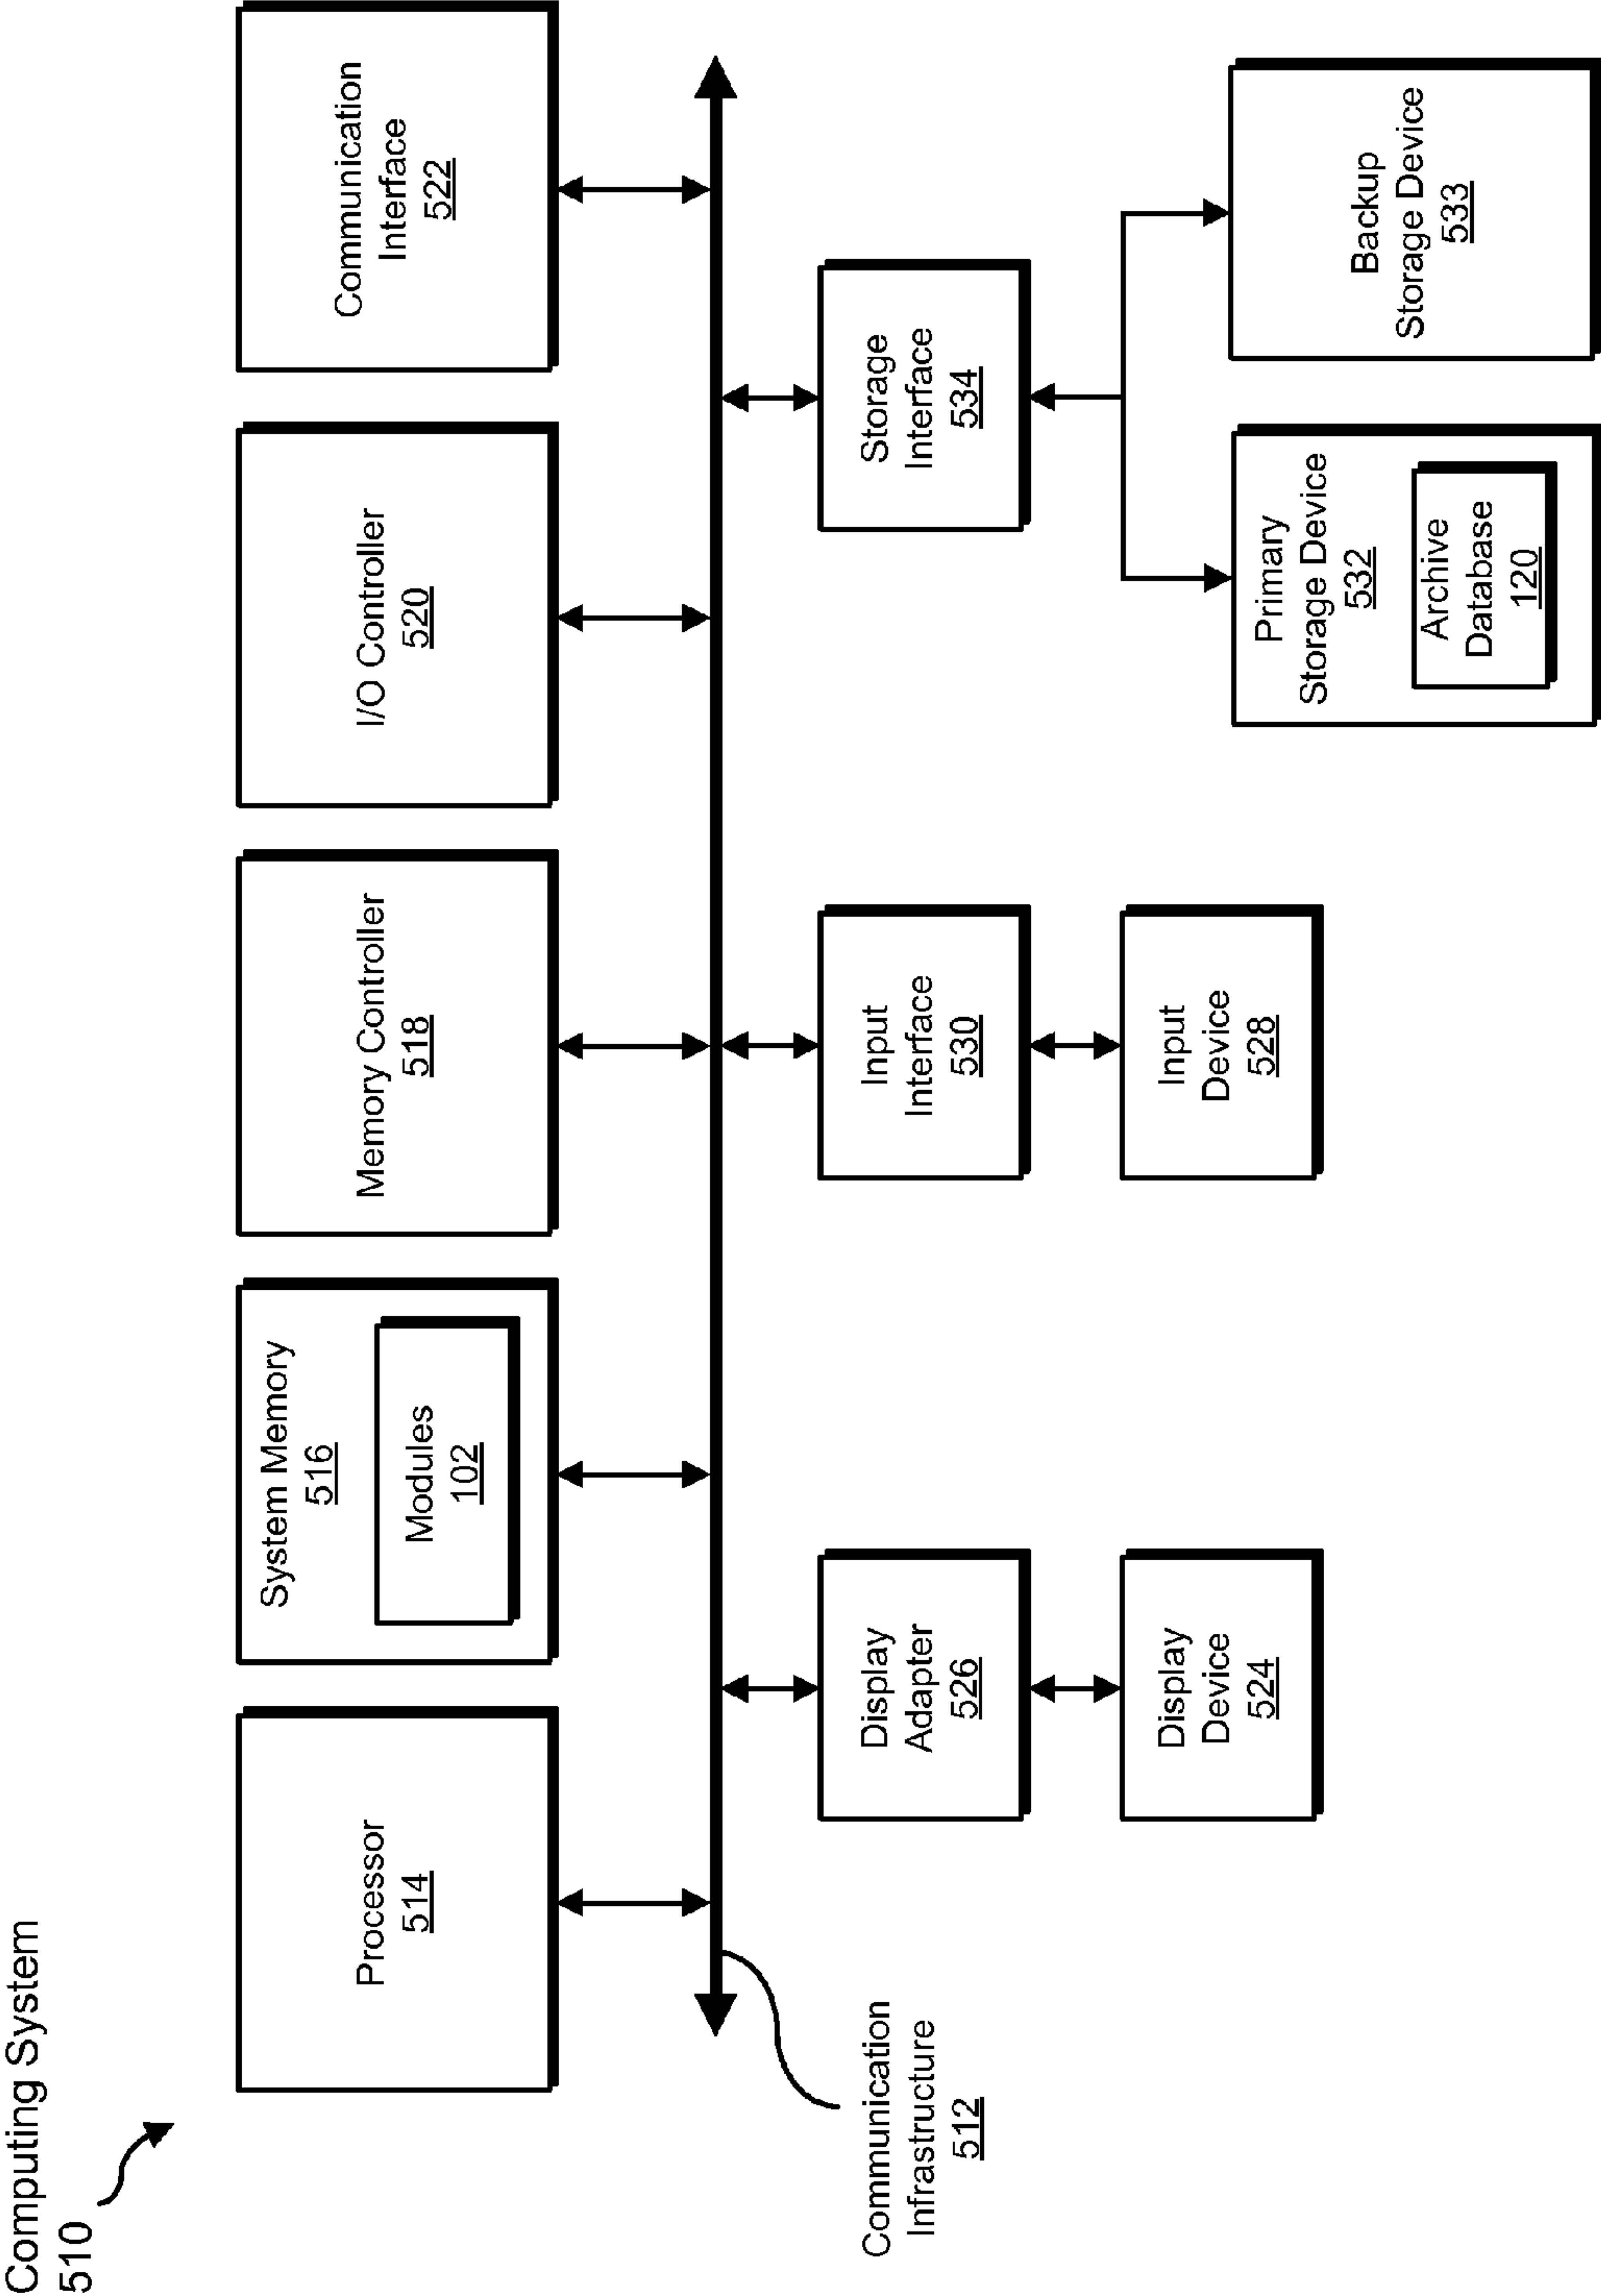 Computing System
510
Processor
514
System Memory
516
Modules
102
Memory Controller
518
I/O Controller
520
Communication
Interface
522
Communication
Infrastructure
512
Display
Adapter
526
Input
Interface
530
Storage
Interface
534
Display
Device
524
Input
Device
528
Primary
Storage Device
532
Archive
Database
120
Backup
Storage Device
533